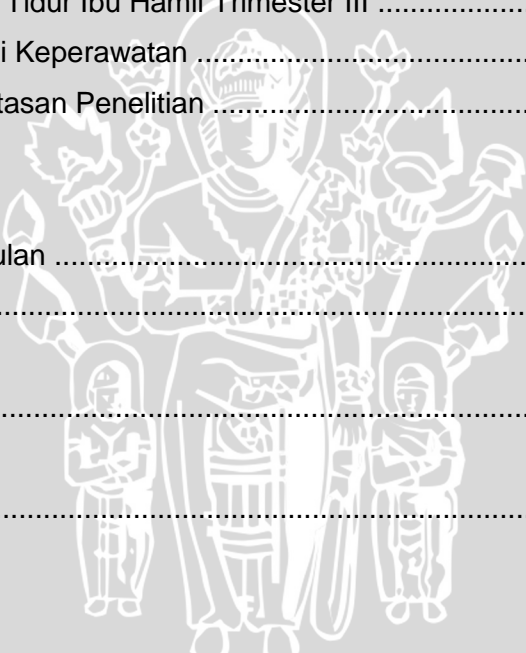 Tidur Ibu Hamil Trimester III ..................
i Keperawatan ........................................
tasan Penelitian ......................................
ulan ..........................................................
..................................................................
..................................................................
..................................................................